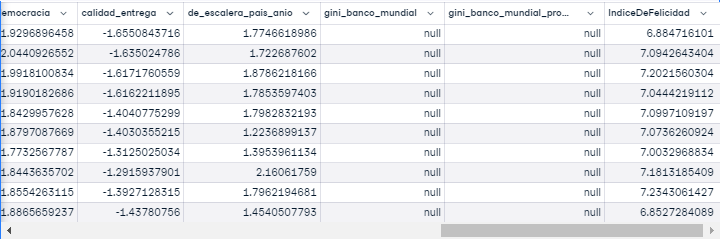 emocracia calidad_entrega de_escalera_pais_anio gini_banco_mundial gini_banco_mundial_pro... IndiceDeFelicidad
1.9296896458 -1.6550843716 1.7746618986 null null 6.884716101
2.0440926552 -1.635024786 1.722687602 null null 7.0942643404
1.9918100834 -1.6171760559 1.8786218166 null null 7.2021560304
1.9190182686 -1.6162211895 1.7853597403 null null 7.0444219112
1.8429957628 -1.4040775299 1.7982832193 null null 7.0997109197
1.8797087669 -1.4030355215 1.2236899137 null null 7.0736260924
1.7732567787 -1.3125025034 1.3953961134 null null 7.0032968834
1.8443635702 -1.2915937901 2.16061759 null null 7.1813185409
1.8554263115 -1.3927128315 1.7962194681 null null 7.2343061427
1.8865659237 -1.43780756 1.4540507793 null null 6.8527284089